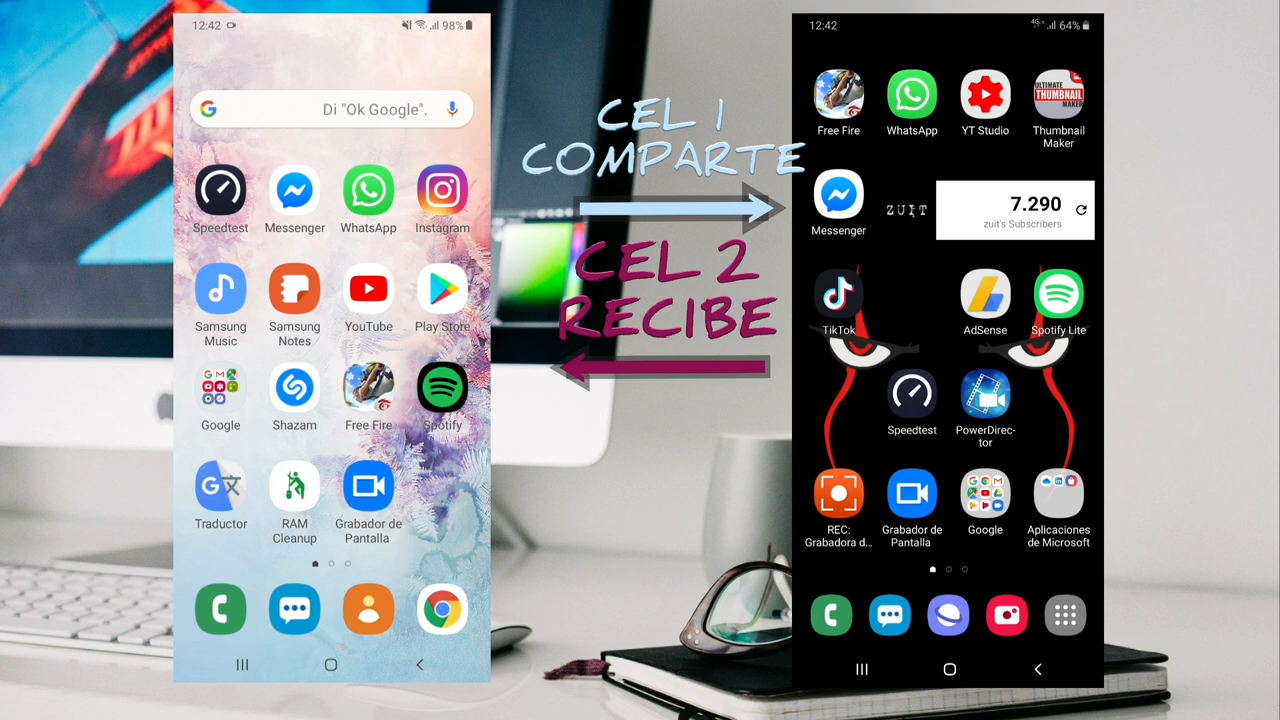 12:42
98%
Di "Ok Google".
Speedtest
Messenger
WhatsApp
Instagram
Samsung
Music
Samsung
Notes
YouTube
Play Store
Google
Shazam
Free Fire
Spotify
Traductor
RAM
Cleanup
Grabador de
Pantalla
CEL 1
COMPARTE
CEL 2
RECIBE
12:42
4G
64%
Free Fire
WhatsApp
YT Studio
ULTIMATE
THUMBNAIL
MAKER
Thumbnail
Maker
Messenger
ZUIT
7.290
zuit's Subscribers
TikTok
AdSense
Spotify Lite
Speedtest
PowerDirec-
tor
REC:
Grabadora d...
Grabador de
Pantalla
Google
Aplicaciones
de Microsoft